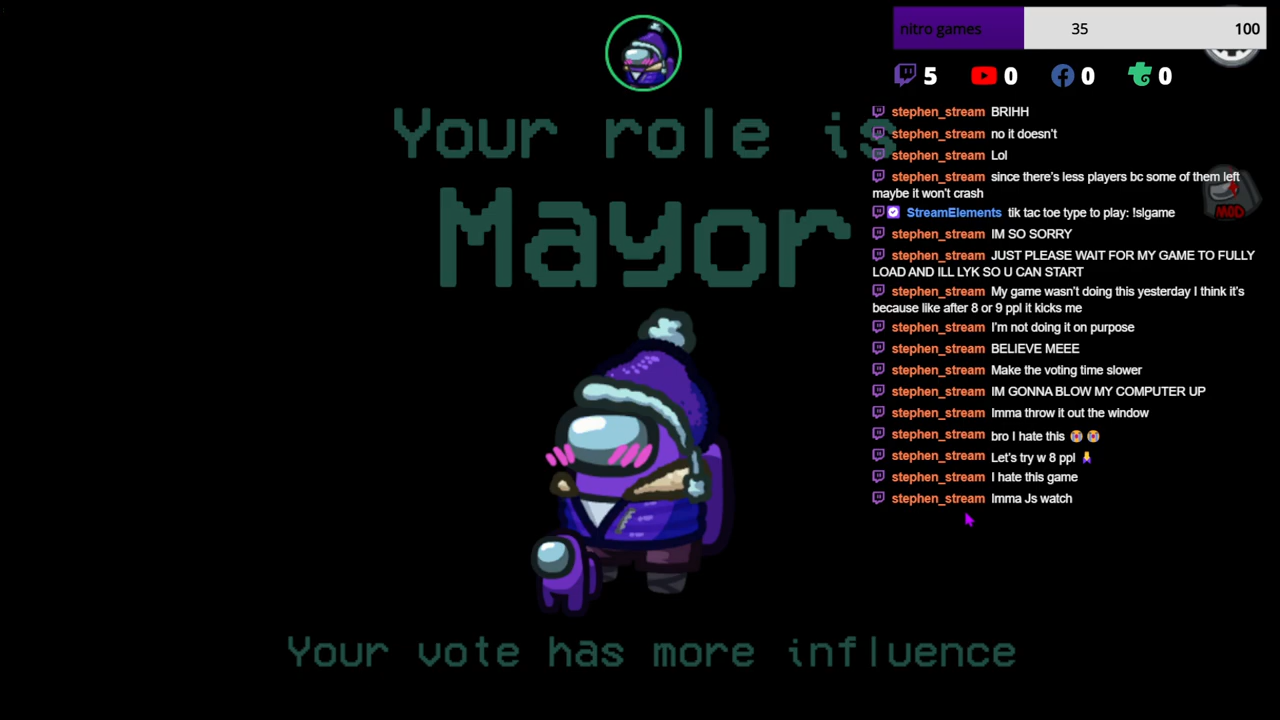 nitro games 35 100
5 0 0 0
Your role is
Mayor
Your vote has more influence
stephen_stream BRIHH
stephen_stream no it doesn't
stephen_stream Lol
stephen_stream since there's less players bc some of them left
maybe it won't crash
StreamElements tik tac toe type to play: !slgame
stephen_stream IM SO SORRY
stephen_stream JUST PLEASE WAIT FOR MY GAME TO FULLY
LOAD AND ILL LYK SO U CAN START
stephen_stream My game wasn't doing this yesterday I think it's
because like after 8 or 9 ppl it kicks me
stephen_stream I'm not doing it on purpose
stephen_stream BELIEVE MEEE
stephen_stream Make the voting time slower
stephen_stream IM GONNA BLOW MY COMPUTER UP
stephen_stream Imma throw it out the window
stephen_stream bro I hate this 😭 😭
stephen_stream Let's try w 8 ppl 🧎‍♀️
stephen_stream I hate this game
stephen_stream Imma Js watch
MOD